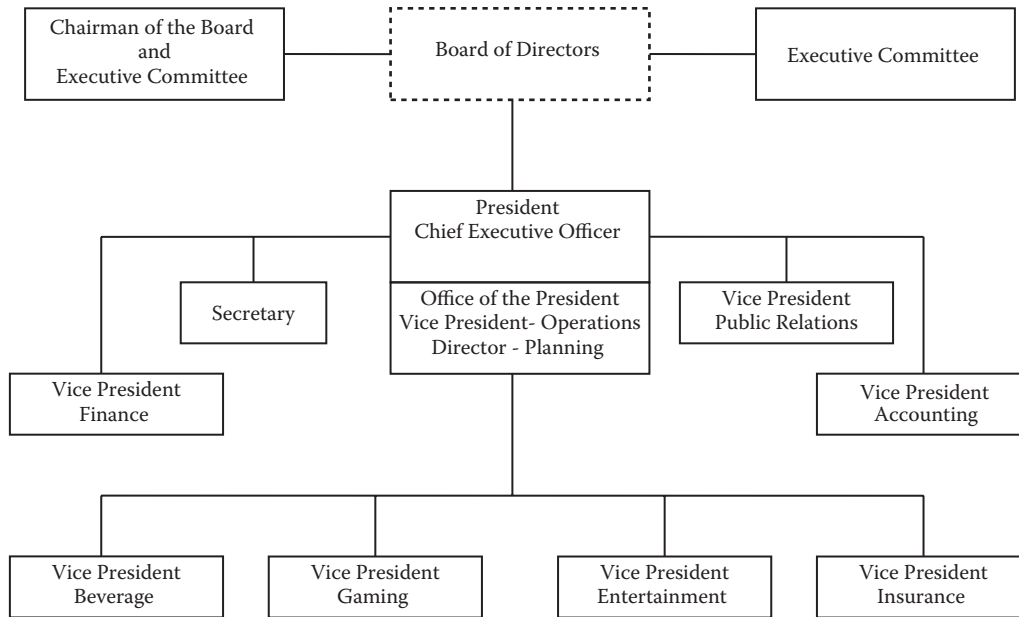 Chairman of the Board
and
Executive Committee
Board of Directors
Executive Committee
President
Chief Executive Officer
Secretary
Office of the President
Vice President- Operations
Director - Planning
Vice President
Public Relations
Vice President
Finance
Vice President
Accounting
Vice President
Beverage
Vice President
Gaming
Vice President
Entertainment
Vice President
Insurance